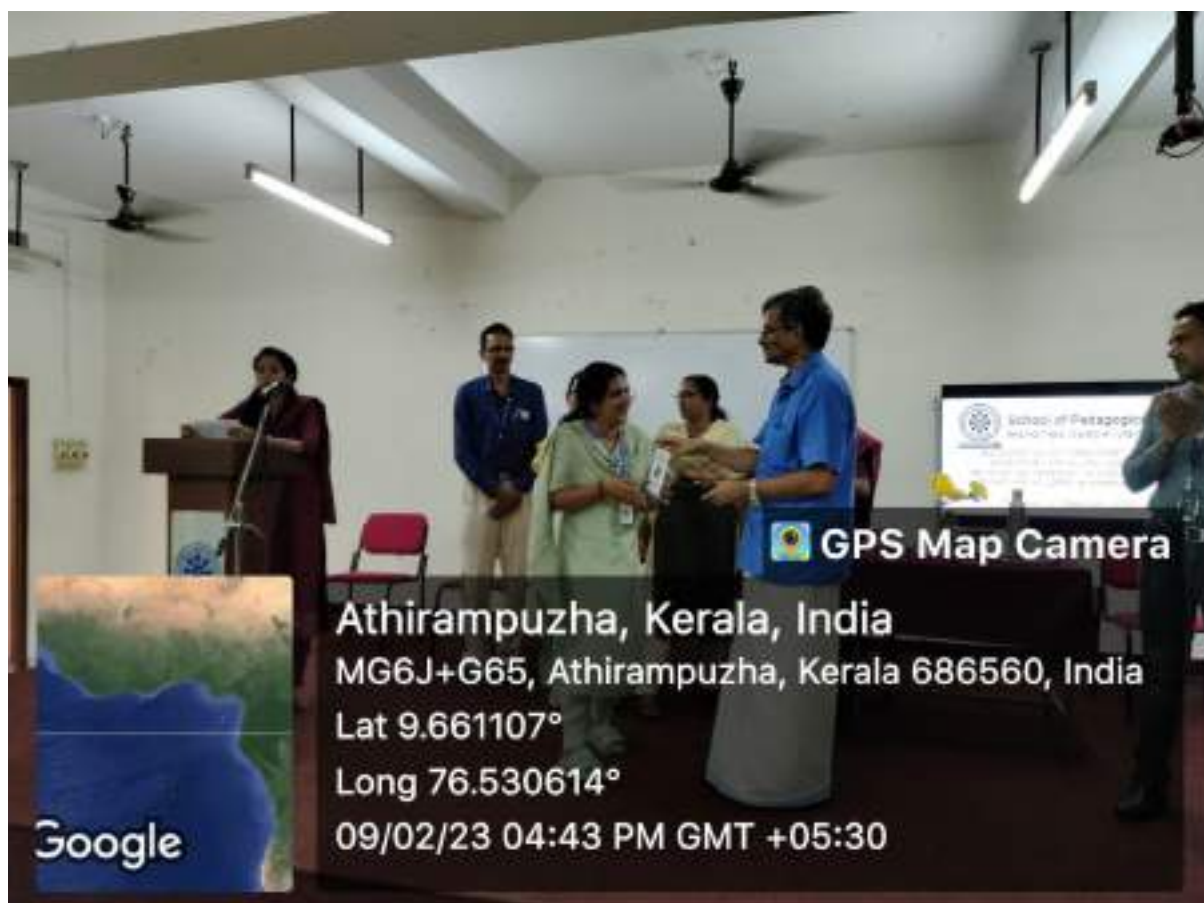 School of Pedagogic
GPS Map Camera
Athirampuzha, Kerala, India
MG6J+G65, Athirampuzha, Kerala 686560, India
Lat 9.661107°
Long 76.530614°
09/02/23 04:43 PM GMT +05:30
Google